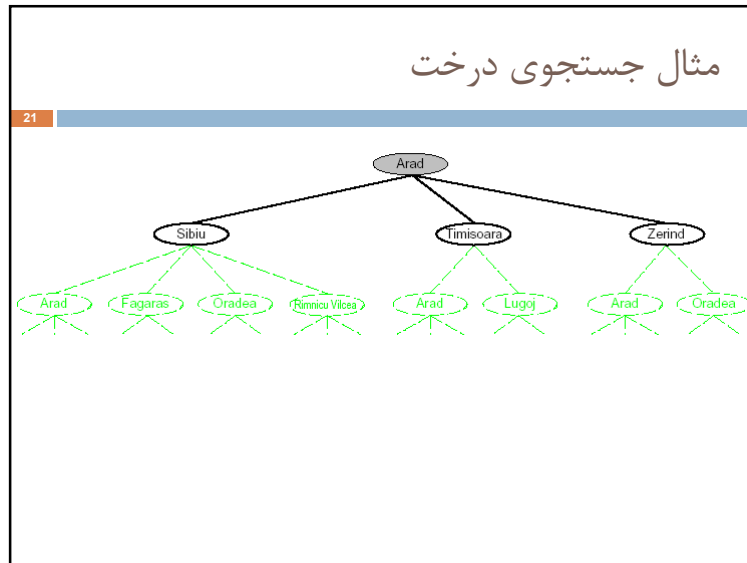 مثال جستجوی درخت
21
Arad
Sibiu Timisoara Zerind
Arad Fagaras Oradea Rimnicu Vilcea Arad Lugoj Arad Oradea